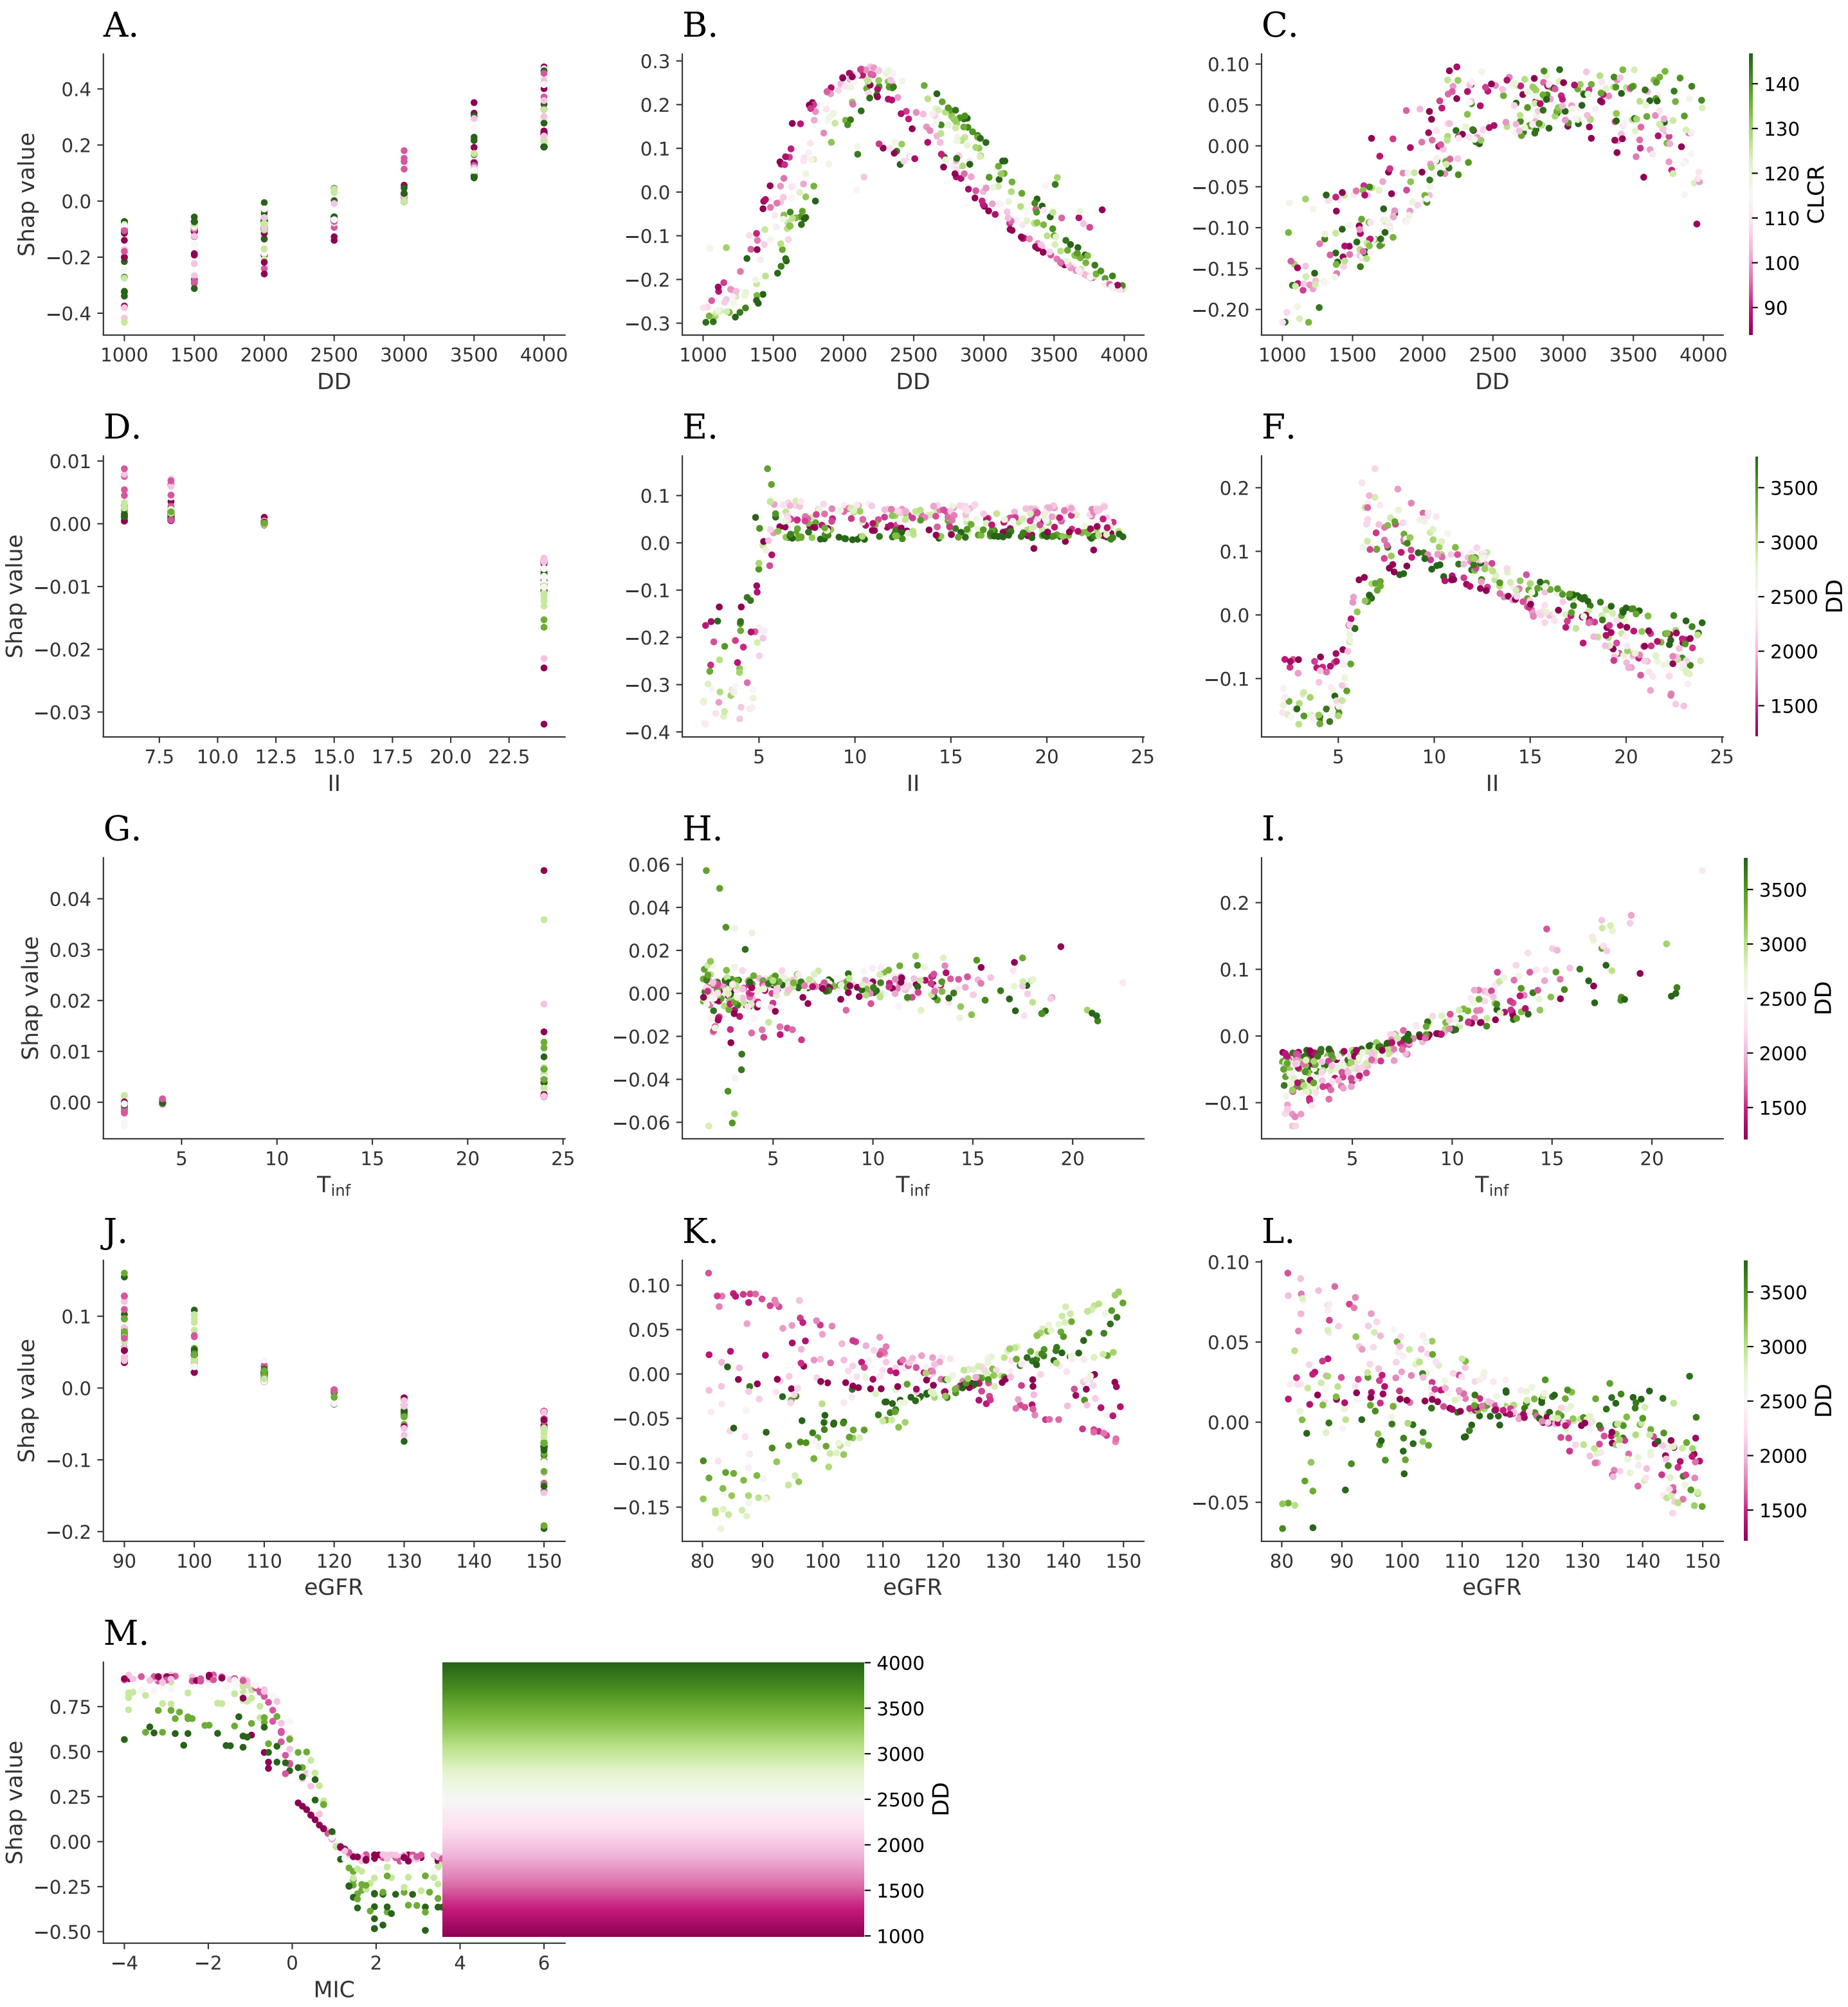 A. B. C.
Shap value
0.4
0.2
0.0
−0.2
−0.4
1000 1500 2000 2500 3000 3500 4000
DD
0.3
0.2
0.1
0.0
−0.1
−0.2
−0.3
1000 1500 2000 2500 3000 3500 4000
DD
0.10
0.05
0.00
−0.05
−0.10
−0.15
−0.20
1000 1500 2000 2500 3000 3500 4000
DD
140
130
120
110
100
90
CLCR
D. E. F.
Shap value
0.01
0.00
−0.01
−0.02
−0.03
7.5 10.0 12.5 15.0 17.5 20.0 22.5
II
0.1
0.0
−0.1
−0.2
−0.3
−0.4
5 10 15 20 25
II
0.2
0.1
0.0
−0.1
5 10 15 20 25
II
3500
3000
2500
2000
1500
DD
G. H. I.
Shap value
0.04
0.03
0.02
0.01
0.00
5 10 15 20 25
Tinf
0.06
0.04
0.02
0.00
−0.02
−0.04
−0.06
5 10 15 20
Tinf
0.2
0.1
0.0
−0.1
5 10 15 20
Tinf
3500
3000
2500
2000
1500
DD
J. K. L.
Shap value
0.1
0.0
−0.1
−0.2
90 100 110 120 130 140 150
eGFR
0.10
0.05
0.00
−0.05
−0.10
−0.15
80 90 100 110 120 130 140 150
eGFR
0.10
0.05
0.00
−0.05
80 90 100 110 120 130 140 150
eGFR
3500
3000
2500
2000
1500
DD
M.
Shap value
0.75
0.50
0.25
0.00
−0.25
−0.50
−4 −2 0 2 4 6
MIC
4000
3500
3000
2500
2000
1500
1000
DD